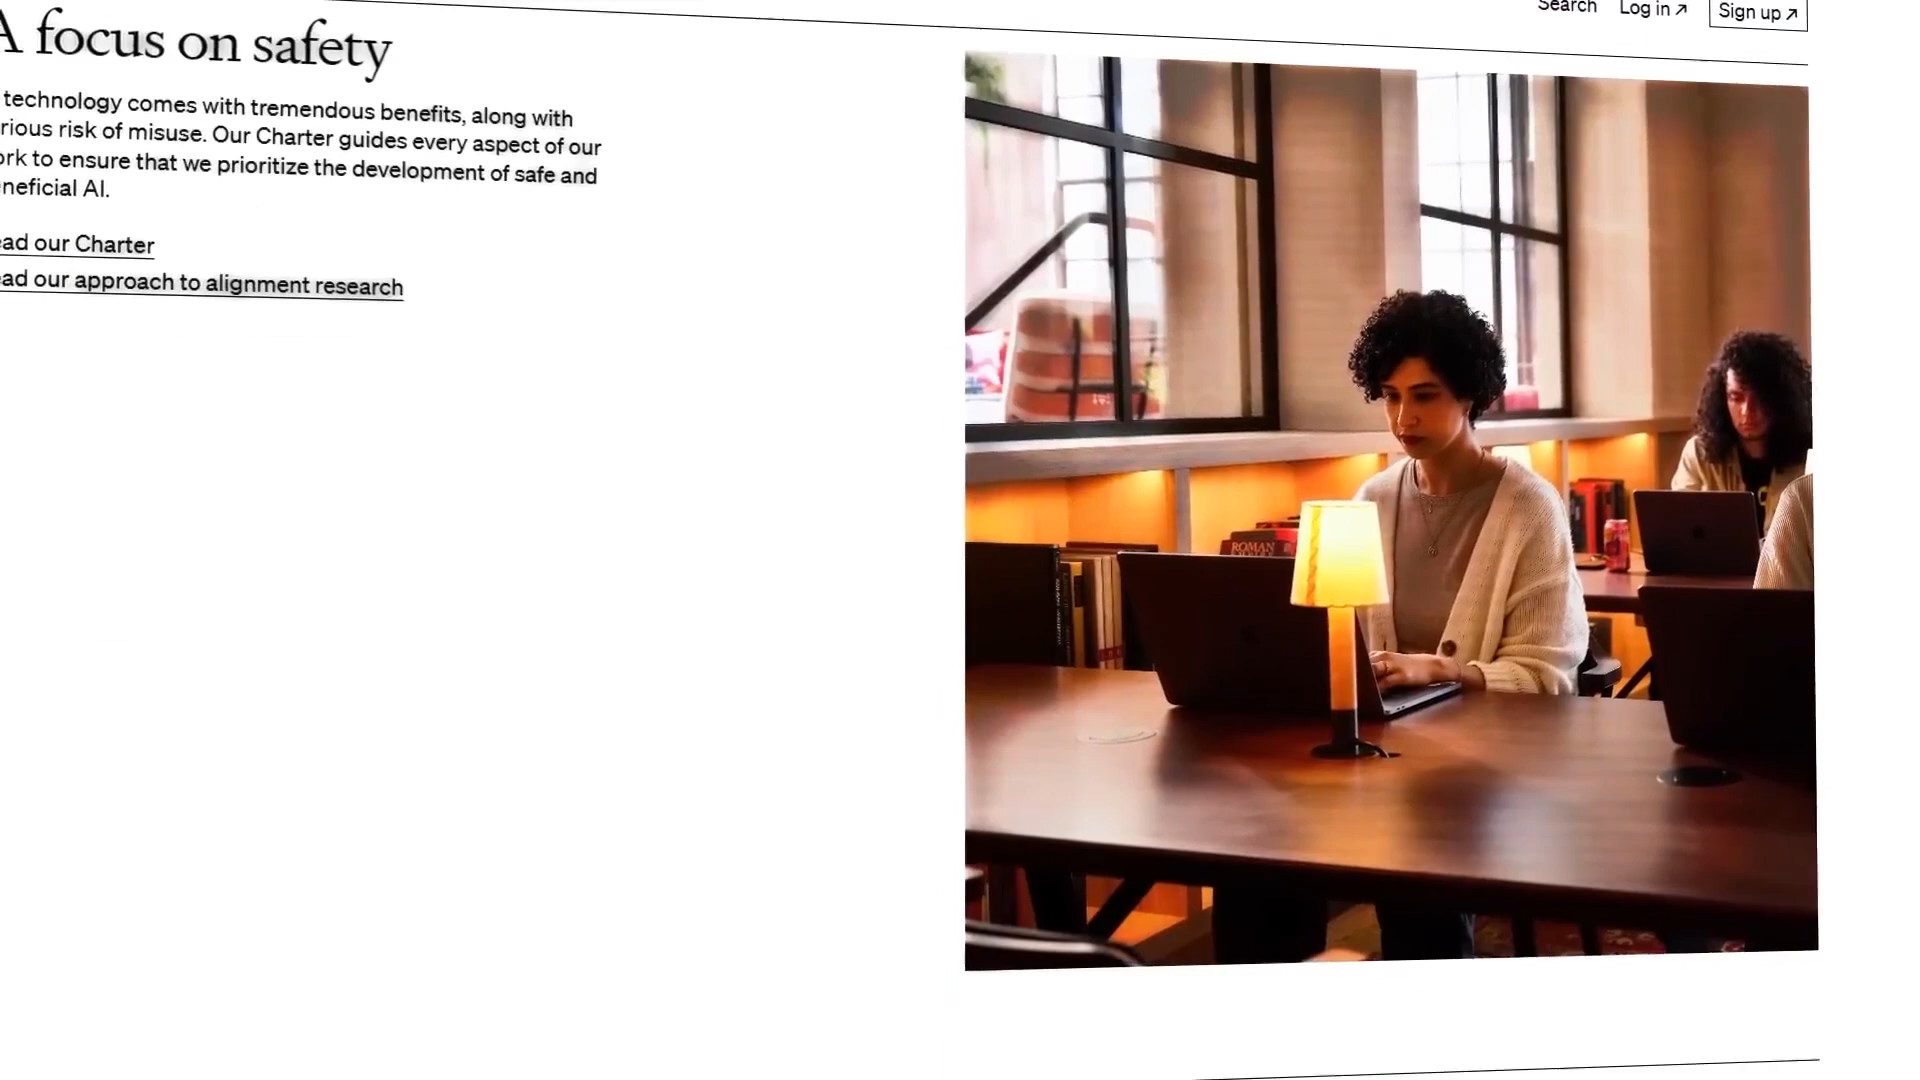 Search Log in ↗ Sign up ↗
A focus on safety
technology comes with tremendous benefits, along with
rious risk of misuse. Our Charter guides every aspect of our
ork to ensure that we prioritize the development of safe and
neficial AI.
ead our Charter
ead our approach to alignment research
ROMAN